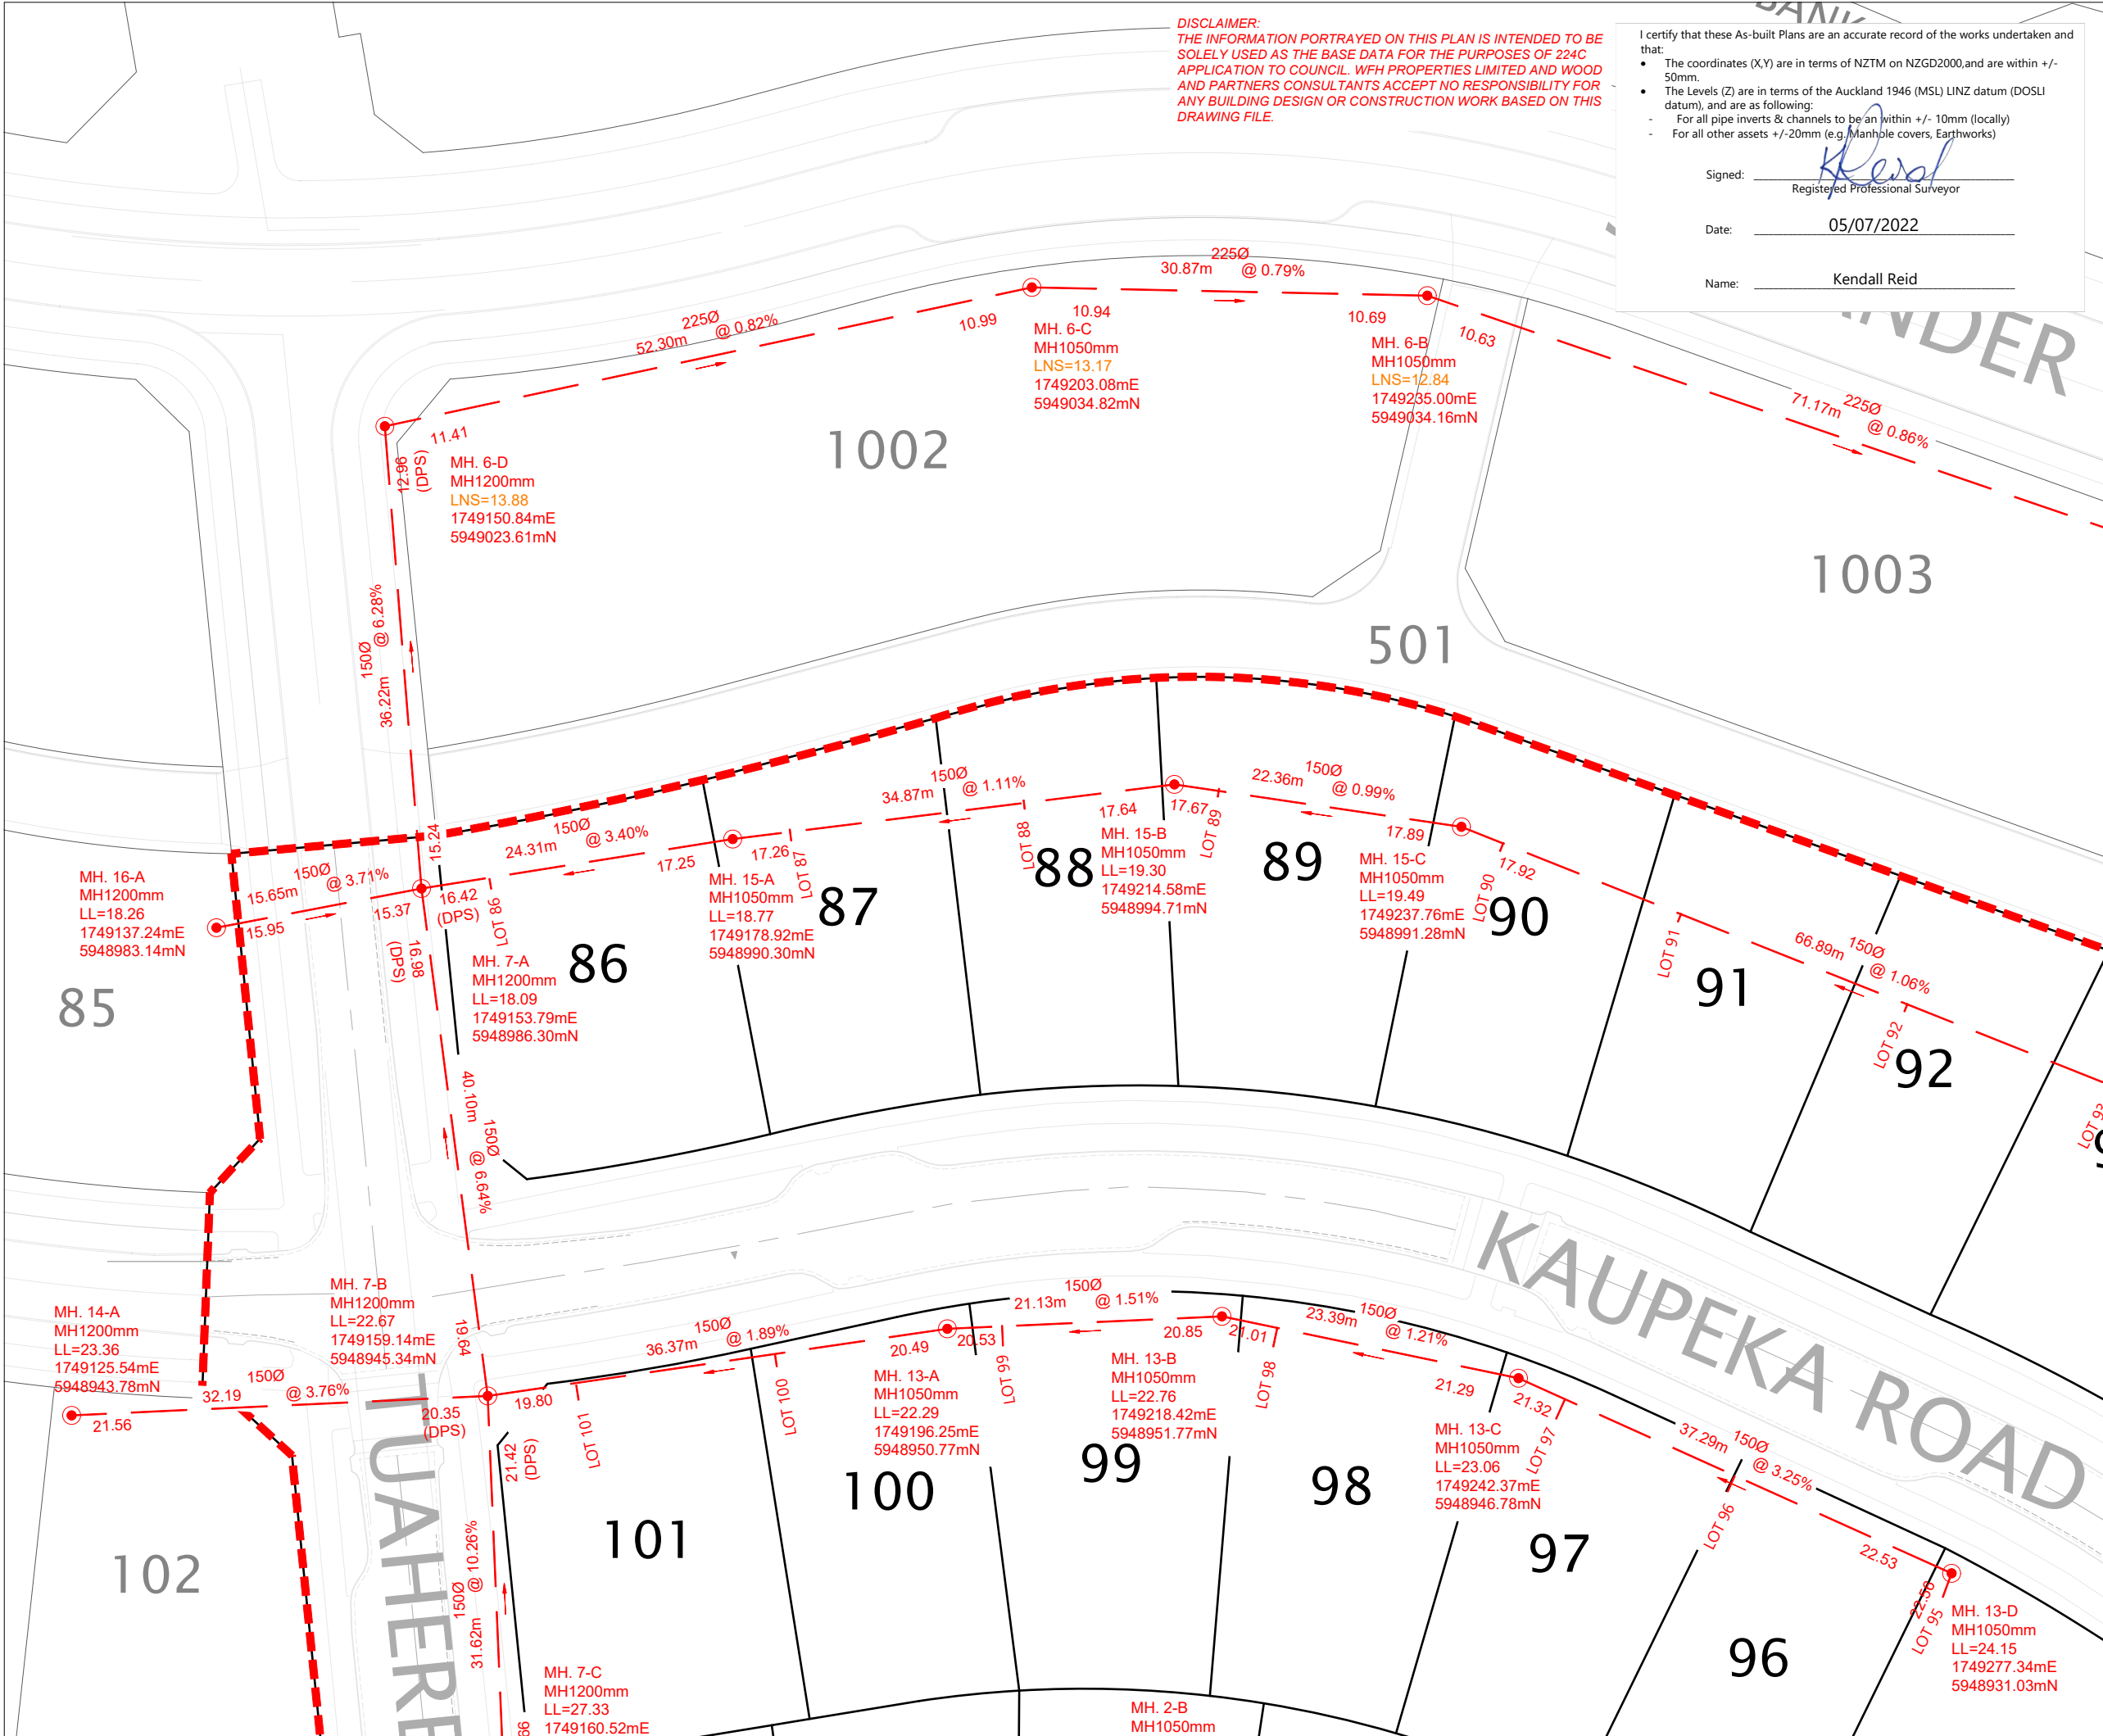 DISCLAIMER:
THE INFORMATION PORTRAYED ON THIS PLAN IS INTENDED TO BE
SOLELY USED AS THE BASE DATA FOR THE PURPOSES OF 224C
APPLICATION TO COUNCIL. WFH PROPERTIES LIMITED AND WOOD
AND PARTNERS CONSULTANTS ACCEPT NO RESPONSIBILITY FOR
ANY BUILDING DESIGN OR CONSTRUCTION WORK BASED ON THIS
DRAWING FILE.
I certify that these As-built Plans are an accurate record of the works undertaken and
that:
• The coordinates (X,Y) are in terms of NZTM on NZGD2000,and are within +/-
50mm.
• The Levels (Z) are in terms of the Auckland 1946 (MSL) LINZ datum (DOSLI
datum), and are as following:
- For all pipe inverts & channels to be an within +/- 10mm (locally)
- For all other assets +/-20mm (e.g. Manhole covers, Earthworks)
Signed:
Registered Professional Surveyor
Date: 05/07/2022
Name: Kendall Reid
225Ø
30.87m @ 0.79%
225Ø
52.30m @ 0.82%
10.99
10.94
MH. 6-C
MH1050mm
LNS=13.17
1749203.08mE
5949034.82mN
10.69
10.63
MH. 6-B
MH1050mm
LNS=12.84
1749235.00mE
5949034.16mN
71.17m 225Ø
@ 0.86%
11.41
12.96
(DPS)
MH. 6-D
MH1200mm
LNS=13.88
1749150.84mE
5949023.61mN
1002
1003
501
150Ø
@ 6.28%
36.22m
15.24
150Ø
24.31m @ 3.40%
17.25
17.26
LOT 87
150Ø
34.87m @ 1.11%
LOT 88
17.64
17.67
LOT 89
150Ø
22.36m @ 0.99%
17.89
17.92
LOT 90
MH. 16-A
MH1200mm
LL=18.26
1749137.24mE
5948983.14mN
150Ø
15.65m @ 3.71%
15.95
15.37
16.42
(DPS)
16.98
(DPS)
LOT 86
MH. 7-A
MH1200mm
LL=18.09
1749153.79mE
5948986.30mN
MH. 15-A
MH1050mm
LL=18.77
1749178.92mE
5948990.30mN
MH. 15-B
MH1050mm
LL=19.30
1749214.58mE
5948994.71mN
MH. 15-C
MH1050mm
LL=19.49
1749237.76mE
5948991.28mN
85
86
87
88
89
90
91
92
LOT 91
66.89m 150Ø
@ 1.06%
LOT 92
40.10m
150Ø
@ 6.64%
KAUPEKA ROAD
MH. 14-A
MH1200mm
LL=23.36
1749125.54mE
5948943.78mN
21.56
32.19
150Ø
@ 3.76%
MH. 7-B
MH1200mm
LL=22.67
1749159.14mE
5948945.34mN
19.64
20.35
(DPS)
19.80
21.42
(DPS)
LOT 101
150Ø
36.37m @ 1.89%
LOT 100
20.49
20.53
LOT 99
MH. 13-A
MH1050mm
LL=22.29
1749196.25mE
5948950.77mN
150Ø
21.13m @ 1.51%
20.85
21.01
LOT 98
MH. 13-B
MH1050mm
LL=22.76
1749218.42mE
5948951.77mN
23.39m 150Ø
@ 1.21%
21.29
21.32
LOT 97
MH. 13-C
MH1050mm
LL=23.06
1749242.37mE
5948946.78mN
37.29m 150Ø
@ 3.25%
LOT 96
22.53
LOT 95
MH. 13-D
MH1050mm
LL=24.15
1749277.34mE
5948931.03mN
102
101
100
99
98
97
96
150Ø
@ 10.26%
31.62m
MH. 7-C
MH1200mm
LL=27.33
1749160.52mE
MH. 2-B
MH1050mm